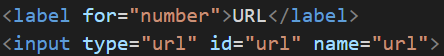 <label for="number">URL</label>
<input type="url" id="url" name="url">